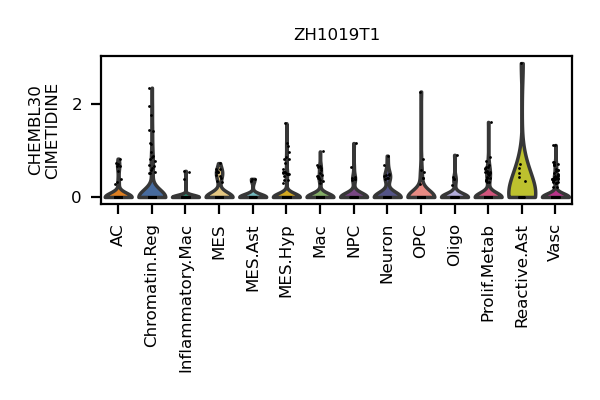 ZH1019T1
CHEMBL30
CIMETIDINE
2
0
AC
Chromatin.Reg
Inflammatory.Mac
MES
MES.Ast
MES.Hyp
Mac
NPC
Neuron
OPC
Oligo
Prolif.Metab
Reactive.Ast
Vasc